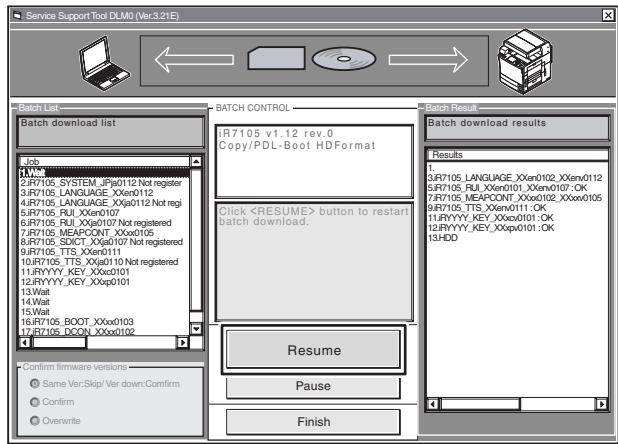 Service Support Tool DLM0 (Ver.3.21E)
Batch List
Batch download list
Job
1.Wait
2.iR7105_SYSTEM_JPja0112 Not register
3.iR7105_LANGUAGE_XXen0112
4.iR7105_LANGUAGE_XXja0112 Not regi
5.iR7105_RUI_XXen0107
6.iR7105_RUI_XXja0107 Not registered
7.iR7105_MEAPCONT_XXxx0105
8.iR7105_SDICT_XXja0107 Not registered
9.iR7105_TTS_XXen0111
10.iR7105_TTS_XXja0110 Not registered
11.iRYYYY_KEY_XXxc0101
12.iRYYYY_KEY_XXxp0101
13.Wait
14.Wait
15.Wait
16.iR7105_BOOT_XXxx0103
17.iR7105_DCON_XXxx0102
Confirm firmware versions
Same Ver:Skip/ Ver down:Comfirm
Confirm
Overwrite
BATCH CONTROL
iR7105 v1.12 rev.0
Copy/PDL-Boot HDFormat
Click <RESUME> button to restart
batch download.
Resume
Pause
Finish
Batch Result
Batch download results
Results
1.
3.iR7105_LANGUAGE_XXen0102_XXenv0112
5.iR7105_RUI_XXen0101_XXenv0107 : OK
7.iR7105_MEAPCONT_XXxx0102_XXxxv0105
9.iR7105_TTS_XXenv0111 : OK
11.iRYYYY_KEY_XXxcv0101 : OK
12.iRYYYY_KEY_XXxpv0101 : OK
13.HDD